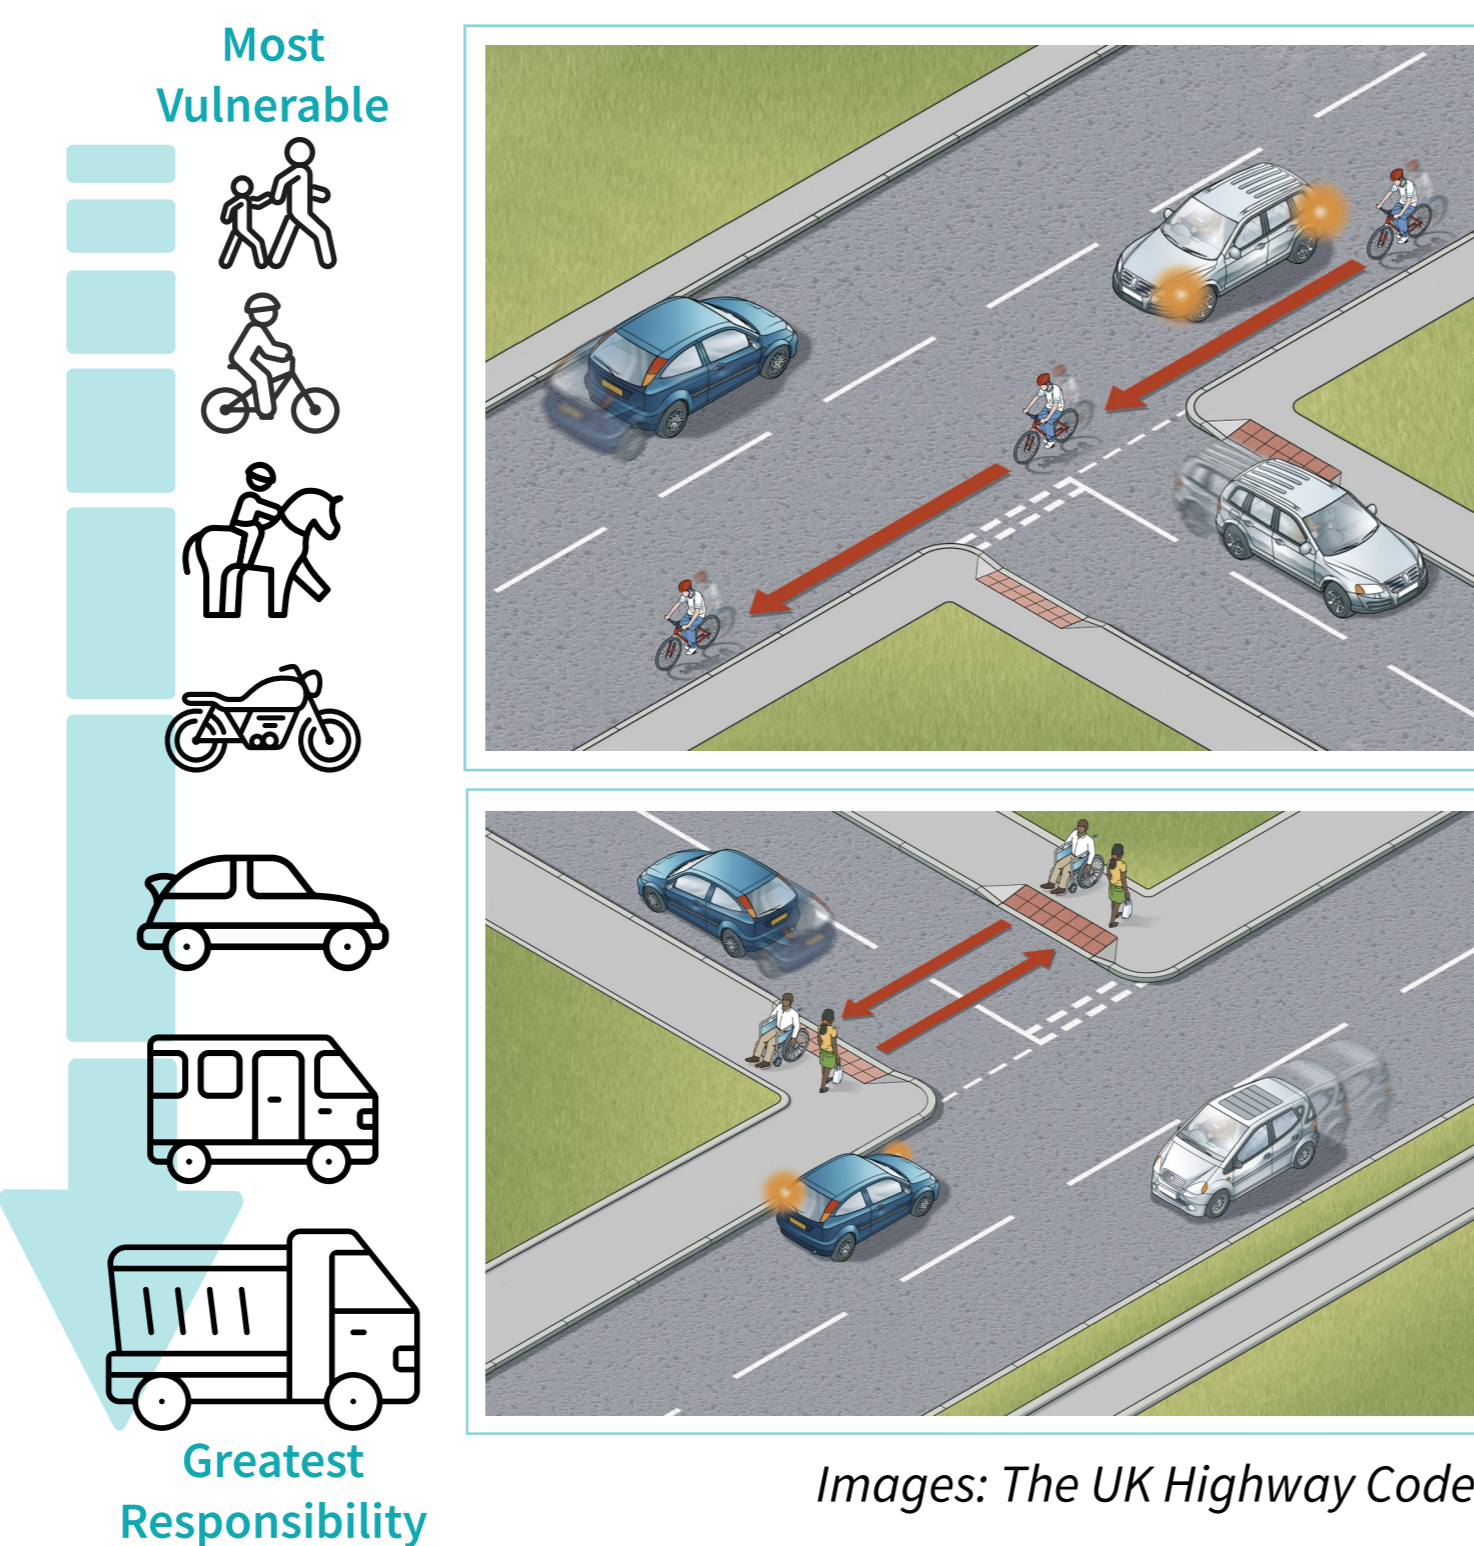 Most
Vulnerable
Greatest
Responsibility
Images: The UK Highway Code